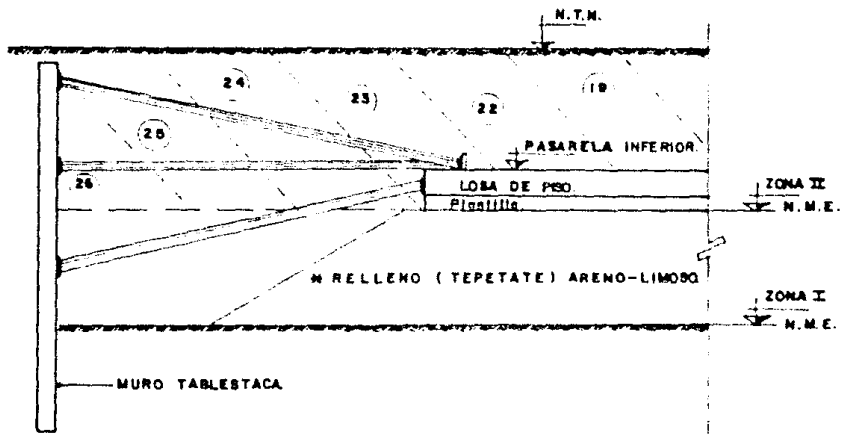 N.T.N.
24
23
22
19
25
PASARELA INFERIOR.
26
LOSA DE PISO.
ZONA II
Plantilla
N.M.E.
* RELLENO (TEPETATE) ARENO-LIMOSO.
ZONA I
N.M.E.
MURO TABLESTACA